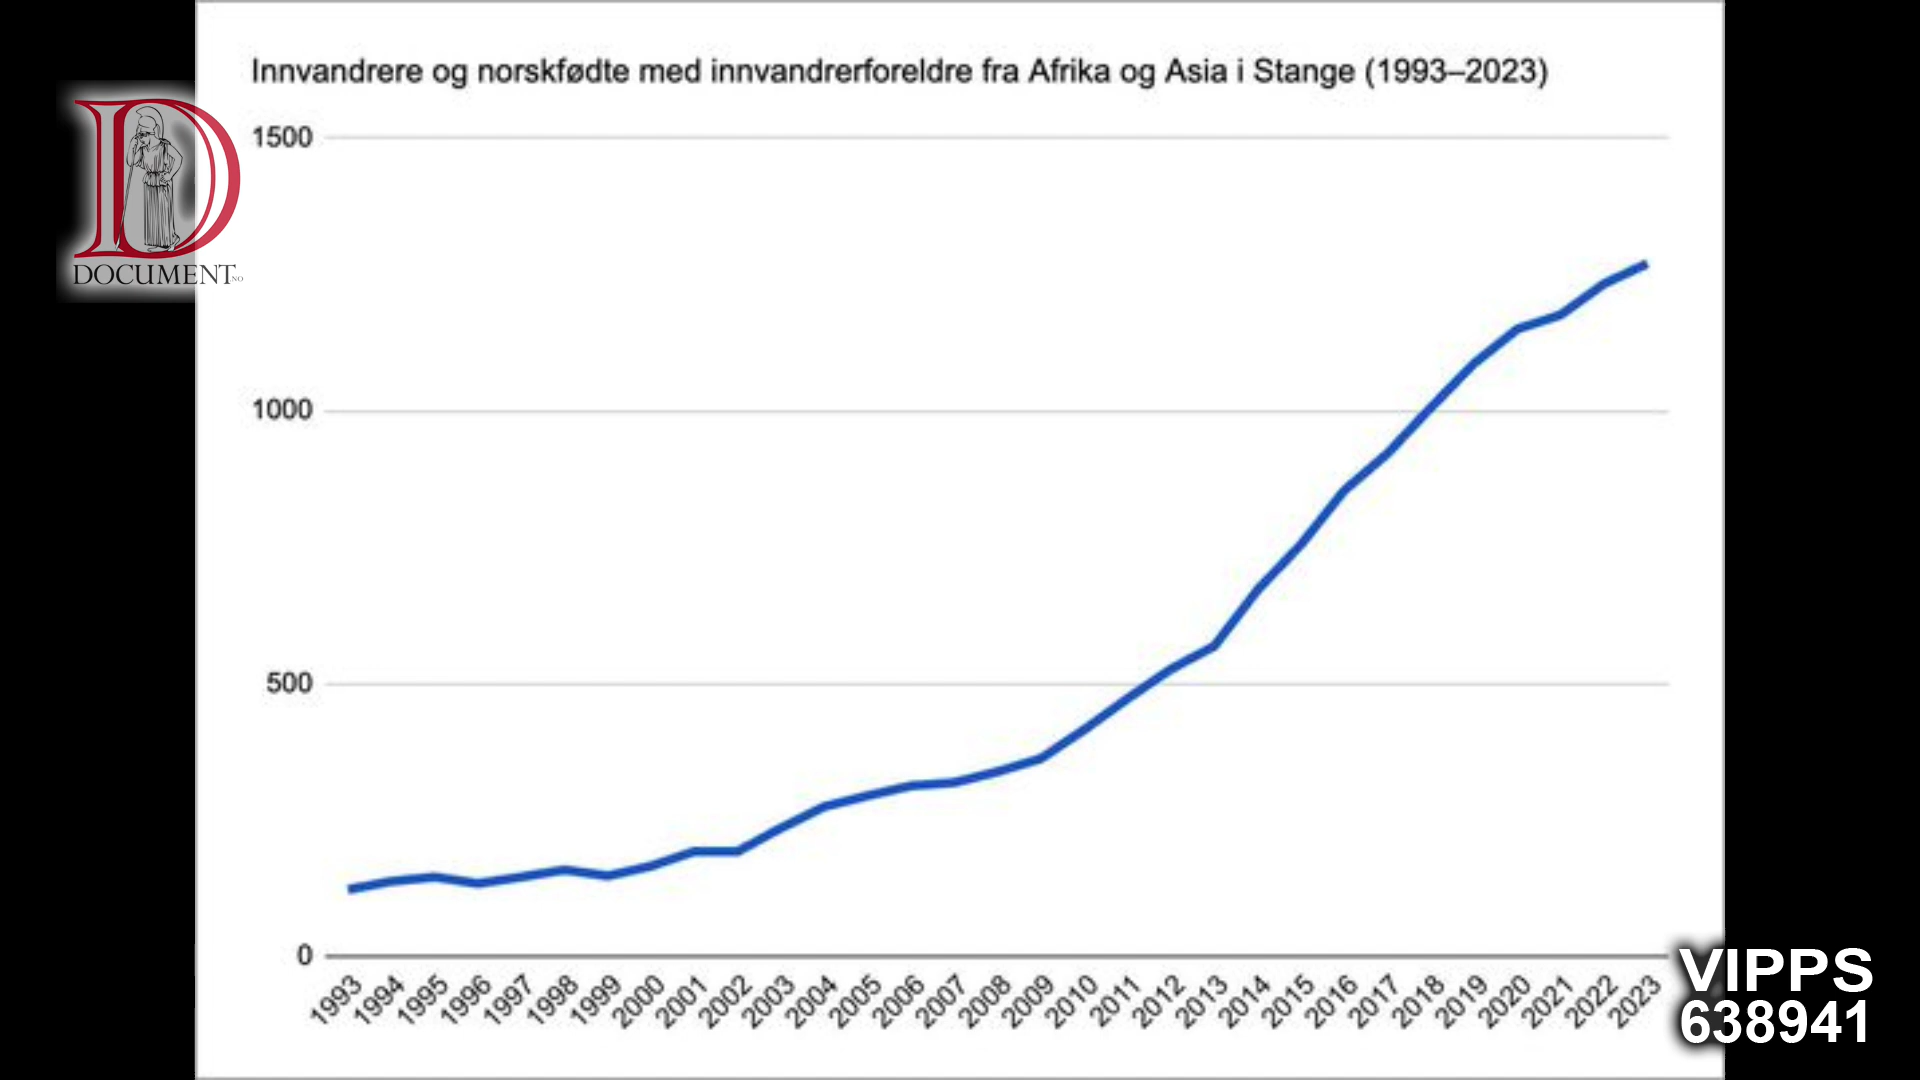 Innvandrere og norskfødte med innvandrerforeldre fra Afrika og Asia i Stange (1993–2023)
1500
1000
500
0
1993 1994 1995 1996 1997 1998 1999 2000 2001 2002 2003 2004 2005 2006 2007 2008 2009 2010 2011 2012 2013 2014 2015 2016 2017 2018 2019 2020 2021 2022 2023
D
DOCUMENT.NO
VIPPS
638941